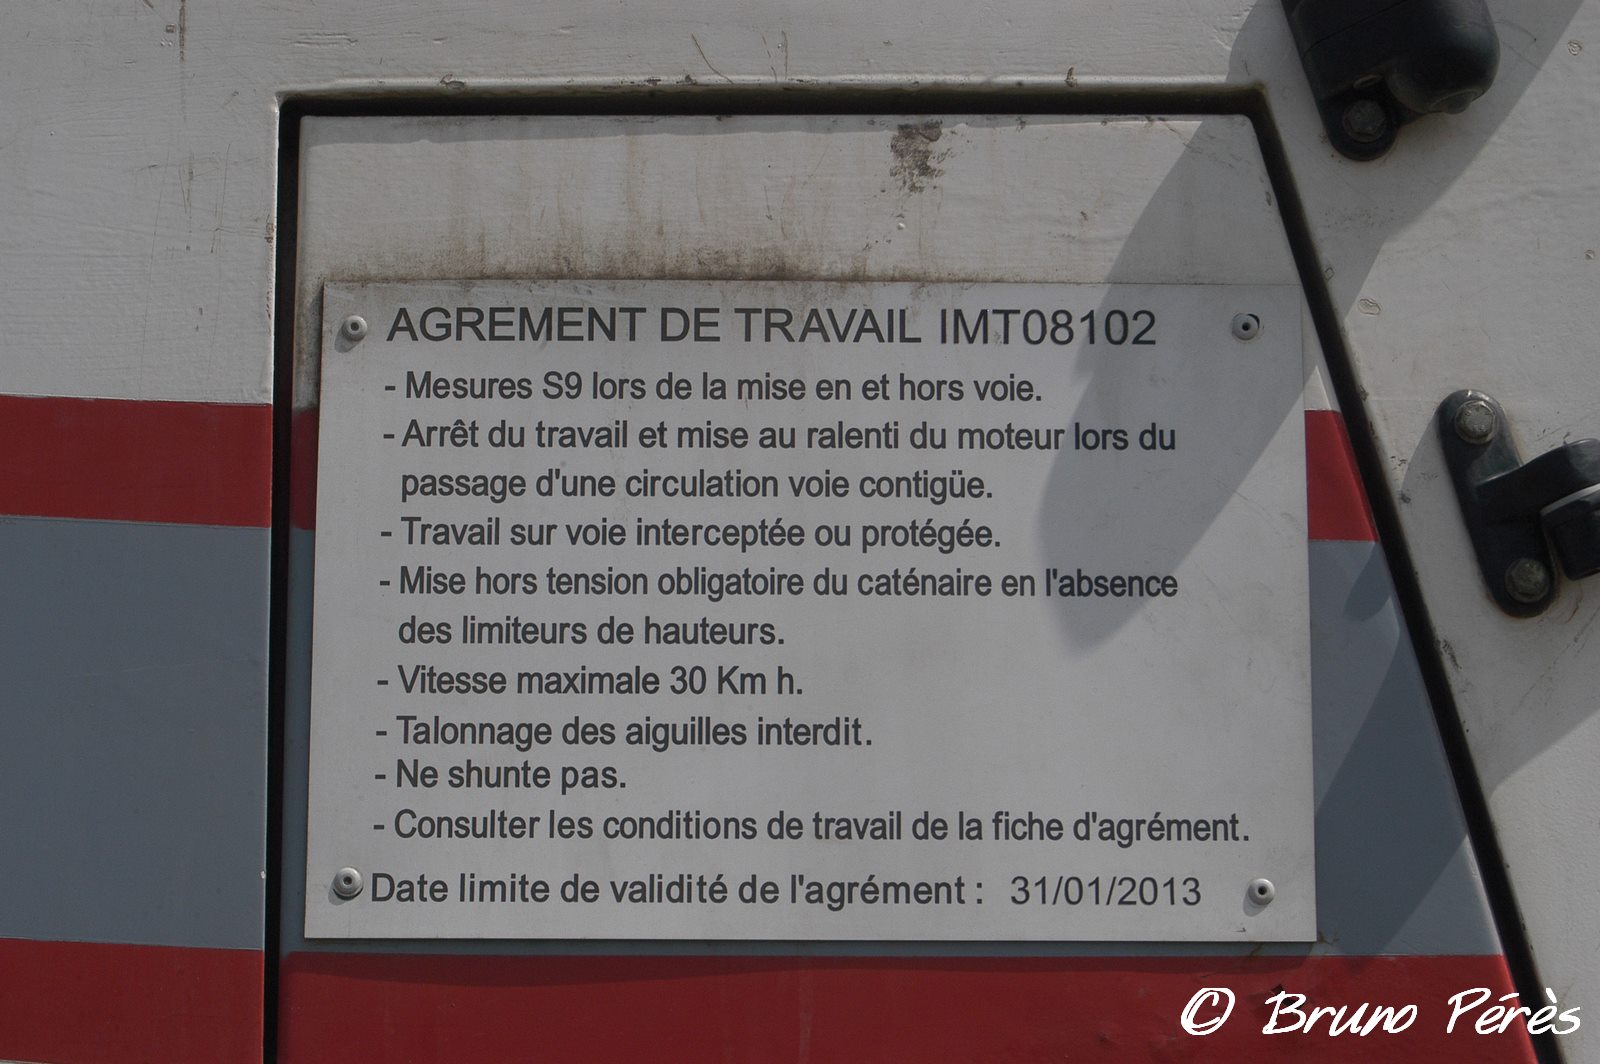 AGREMENT DE TRAVAIL IMT08102
- Mesures S9 lors de la mise en et hors voie.
- Arrêt du travail et mise au ralenti du moteur lors du
passage d'une circulation voie contigüe.
- Travail sur voie interceptée ou protégée.
- Mise hors tension obligatoire du caténaire en l'absence
des limiteurs de hauteurs.
- Vitesse maximale 30 Km h.
- Talonnage des aiguilles interdit.
- Ne shunte pas.
- Consulter les conditions de travail de la fiche d'agrément.
Date limite de validité de l'agrément : 31/01/2013
© Bruno Pérès